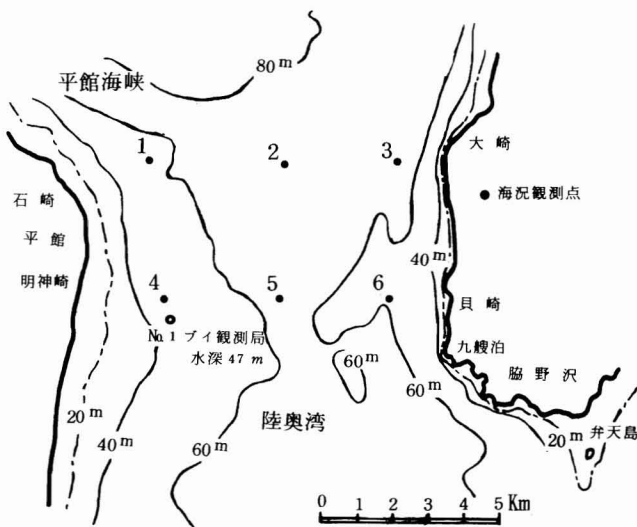 80 m
平館海峡
1
2
3
大崎
石崎
● 海況観測点
平館
40 m
明神崎
4
5
6
貝崎
No.1 ブイ観測局
水深 47 m
九艘泊
60 m
脇野沢
60 m
20 m
陸奥湾
20 m
弁天島
40 m
60 m
0 1 2 3 4 5 Km